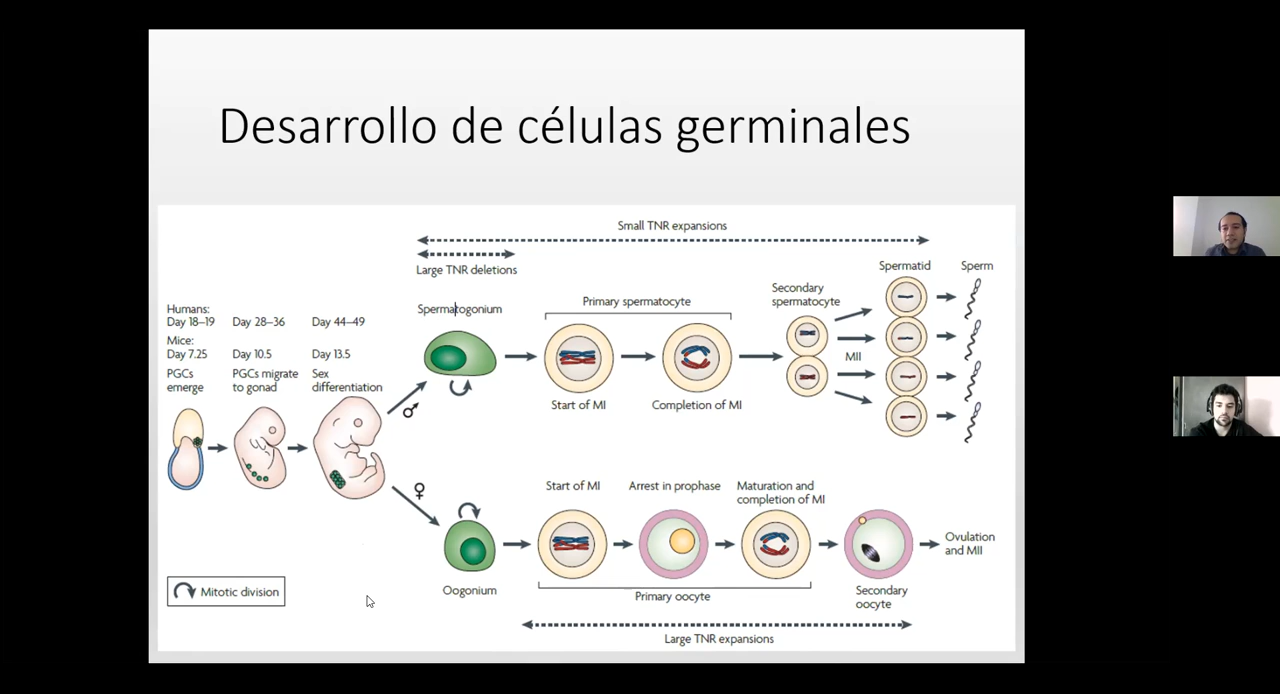 Desarrollo de células germinales
Small TNR expansions
Large TNR deletions
Humans:
Day 18–19
Day 28–36
Day 44–49
Mice:
Day 7.25
Day 10.5
Day 13.5
PGCs
emerge
PGCs migrate
to gonad
Sex
differentiation
♂
Spermatogonium
Primary spermatocyte
Start of MI
Completion of MI
Secondary
spermatocyte
MII
Spermatid
Sperm
♀
Oogonium
Start of MI
Arrest in prophase
Maturation and
completion of MI
Primary oocyte
Secondary
oocyte
Ovulation
and MII
Large TNR expansions
Mitotic division